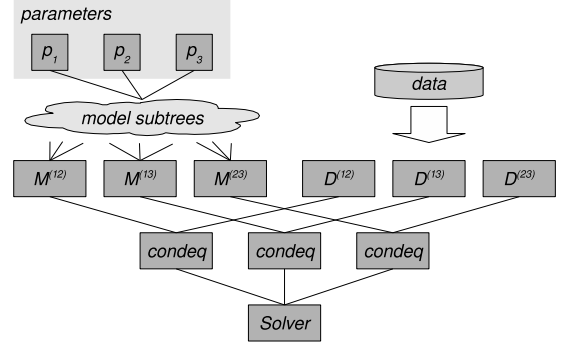 parameters
p1 p2 p3
data
model subtrees
M(12) M(13) M(23) D(12) D(13) D(23)
condeq condeq condeq
Solver